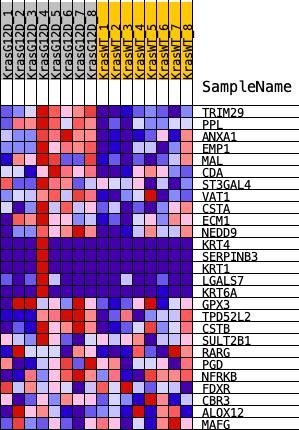 KrasG12D_1
KrasG12D_2
KrasG12D_3
KrasG12D_4
KrasG12D_5
KrasG12D_6
KrasG12D_7
KrasG12D_8
KrasWT_1
KrasWT_2
KrasWT_3
KrasWT_4
KrasWT_5
KrasWT_6
KrasWT_7
KrasWT_8
SampleName
TRIM29
PPL
ANXA1
EMP1
MAL
CDA
ST3GAL4
VAT1
CSTA
ECM1
NEDD9
KRT4
SERPINB3
KRT1
LGALS7
KRT6A
GPX3
TPD52L2
CSTB
SULT2B1
RARG
PGD
NFRKB
FDXR
CBR3
ALOX12
MAFG